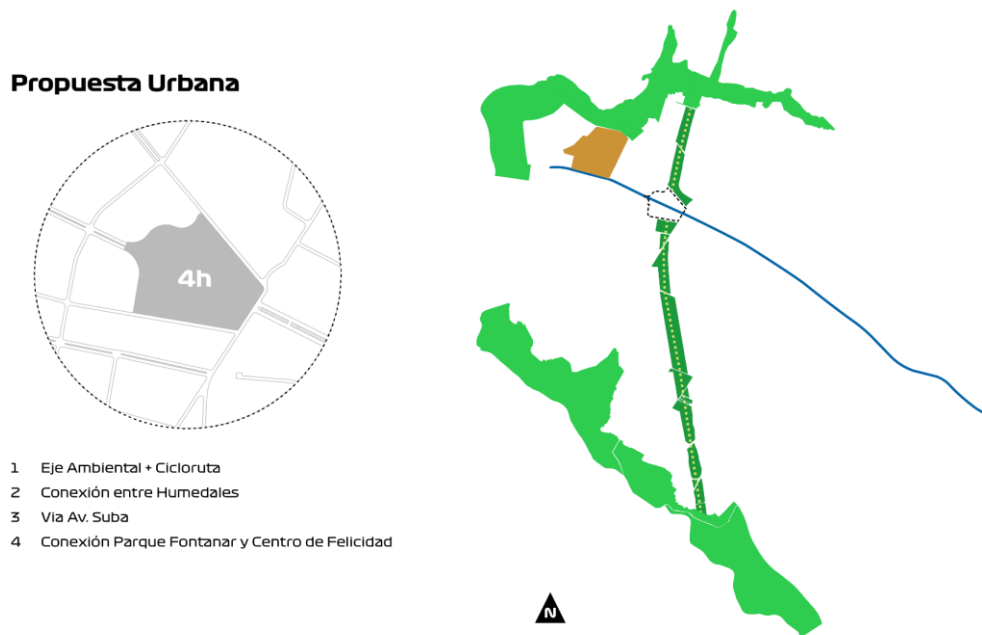 Propuesta Urbana
4h
1 Eje Ambiental + Cicloruta
2 Conexión entre Humedales
3 Via Av. Suba
4 Conexión Parque Fontanar y Centro de Felicidad
N